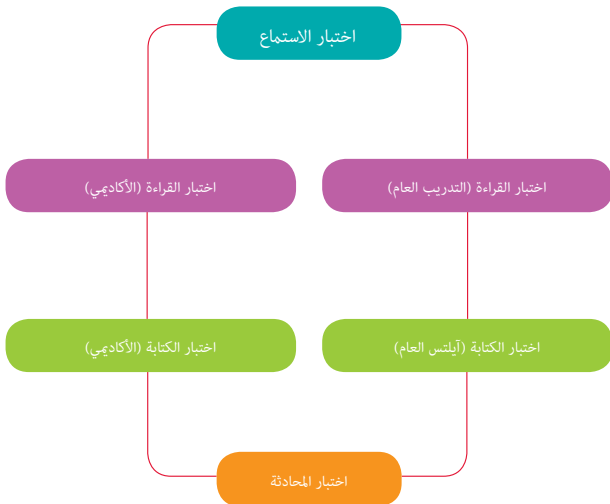 اختبار الاستماع
اختبار القراءة (التدريب العام)
اختبار القراءة (الأكاديمي)
اختبار الكتابة (آيلتس العام)
اختبار الكتابة (الأكاديمي)
اختبار المحادثة